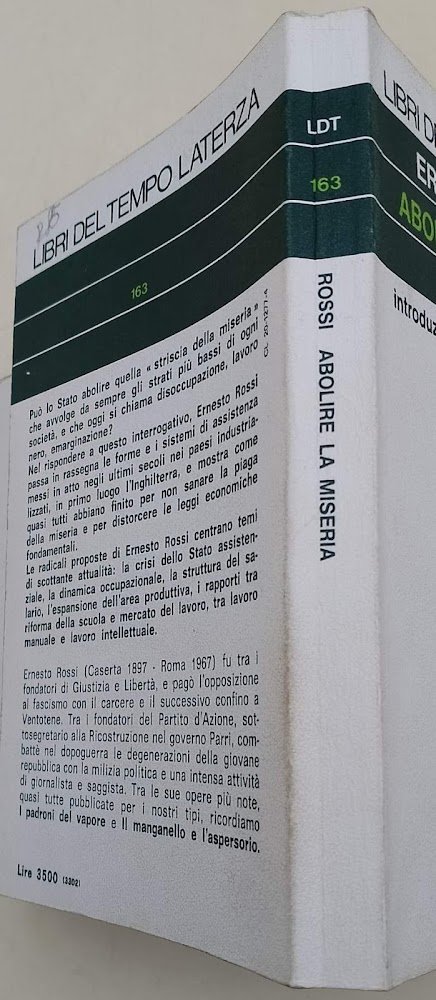 LIBRI DEL TEMPO LATERZA
163
Può lo Stato abolire quella « striscia della miseria »
che avvolge da sempre gli strati più bassi di ogni
società, e che oggi si chiama disoccupazione, lavoro
nero, emarginazione?
Nel rispondere a questo interrogativo, Ernesto Rossi
passa in rassegna le forme e i sistemi di assistenza
messi in atto negli ultimi secoli nei paesi industria-
lizzati, in primo luogo l'Inghilterra, e mostra come
quasi tutti abbiano finito per non sanare la piaga
della miseria e per distorcere le leggi economiche
fondamentali.
Le radicali proposte di Ernesto Rossi centrano temi
di scottante attualità: la crisi dello Stato assisten-
ziale, la dinamica occupazionale, la struttura del sa-
lario, l'espansione dell'area produttiva, i rapporti tra
riforma della scuola e mercato del lavoro, tra lavoro
manuale e lavoro intellettuale.
Ernesto Rossi (Caserta 1897 - Roma 1967) fu tra i
fondatori di Giustizia e Libertà, e pagò l'opposizione
al fascismo con il carcere e il successivo confino a
Ventotene. Tra i fondatori del Partito d'Azione, sot-
tosegretario alla Ricostruzione nel governo Parri, com-
battè nel dopoguerra le degenerazioni della giovane
repubblica con la milizia politica e una intensa attività
di giornalista e saggista. Tra le sue opere più note,
quasi tutte pubblicate per i nostri tipi, ricordiamo
I padroni del vapore e Il manganello e l'aspersorio.
Lire 3500 (3302)
CL 20-1277-4
LDT
163
ROSSI ABOLIRE LA MISERIA
LIBRI DE
ER
ABO
introduz